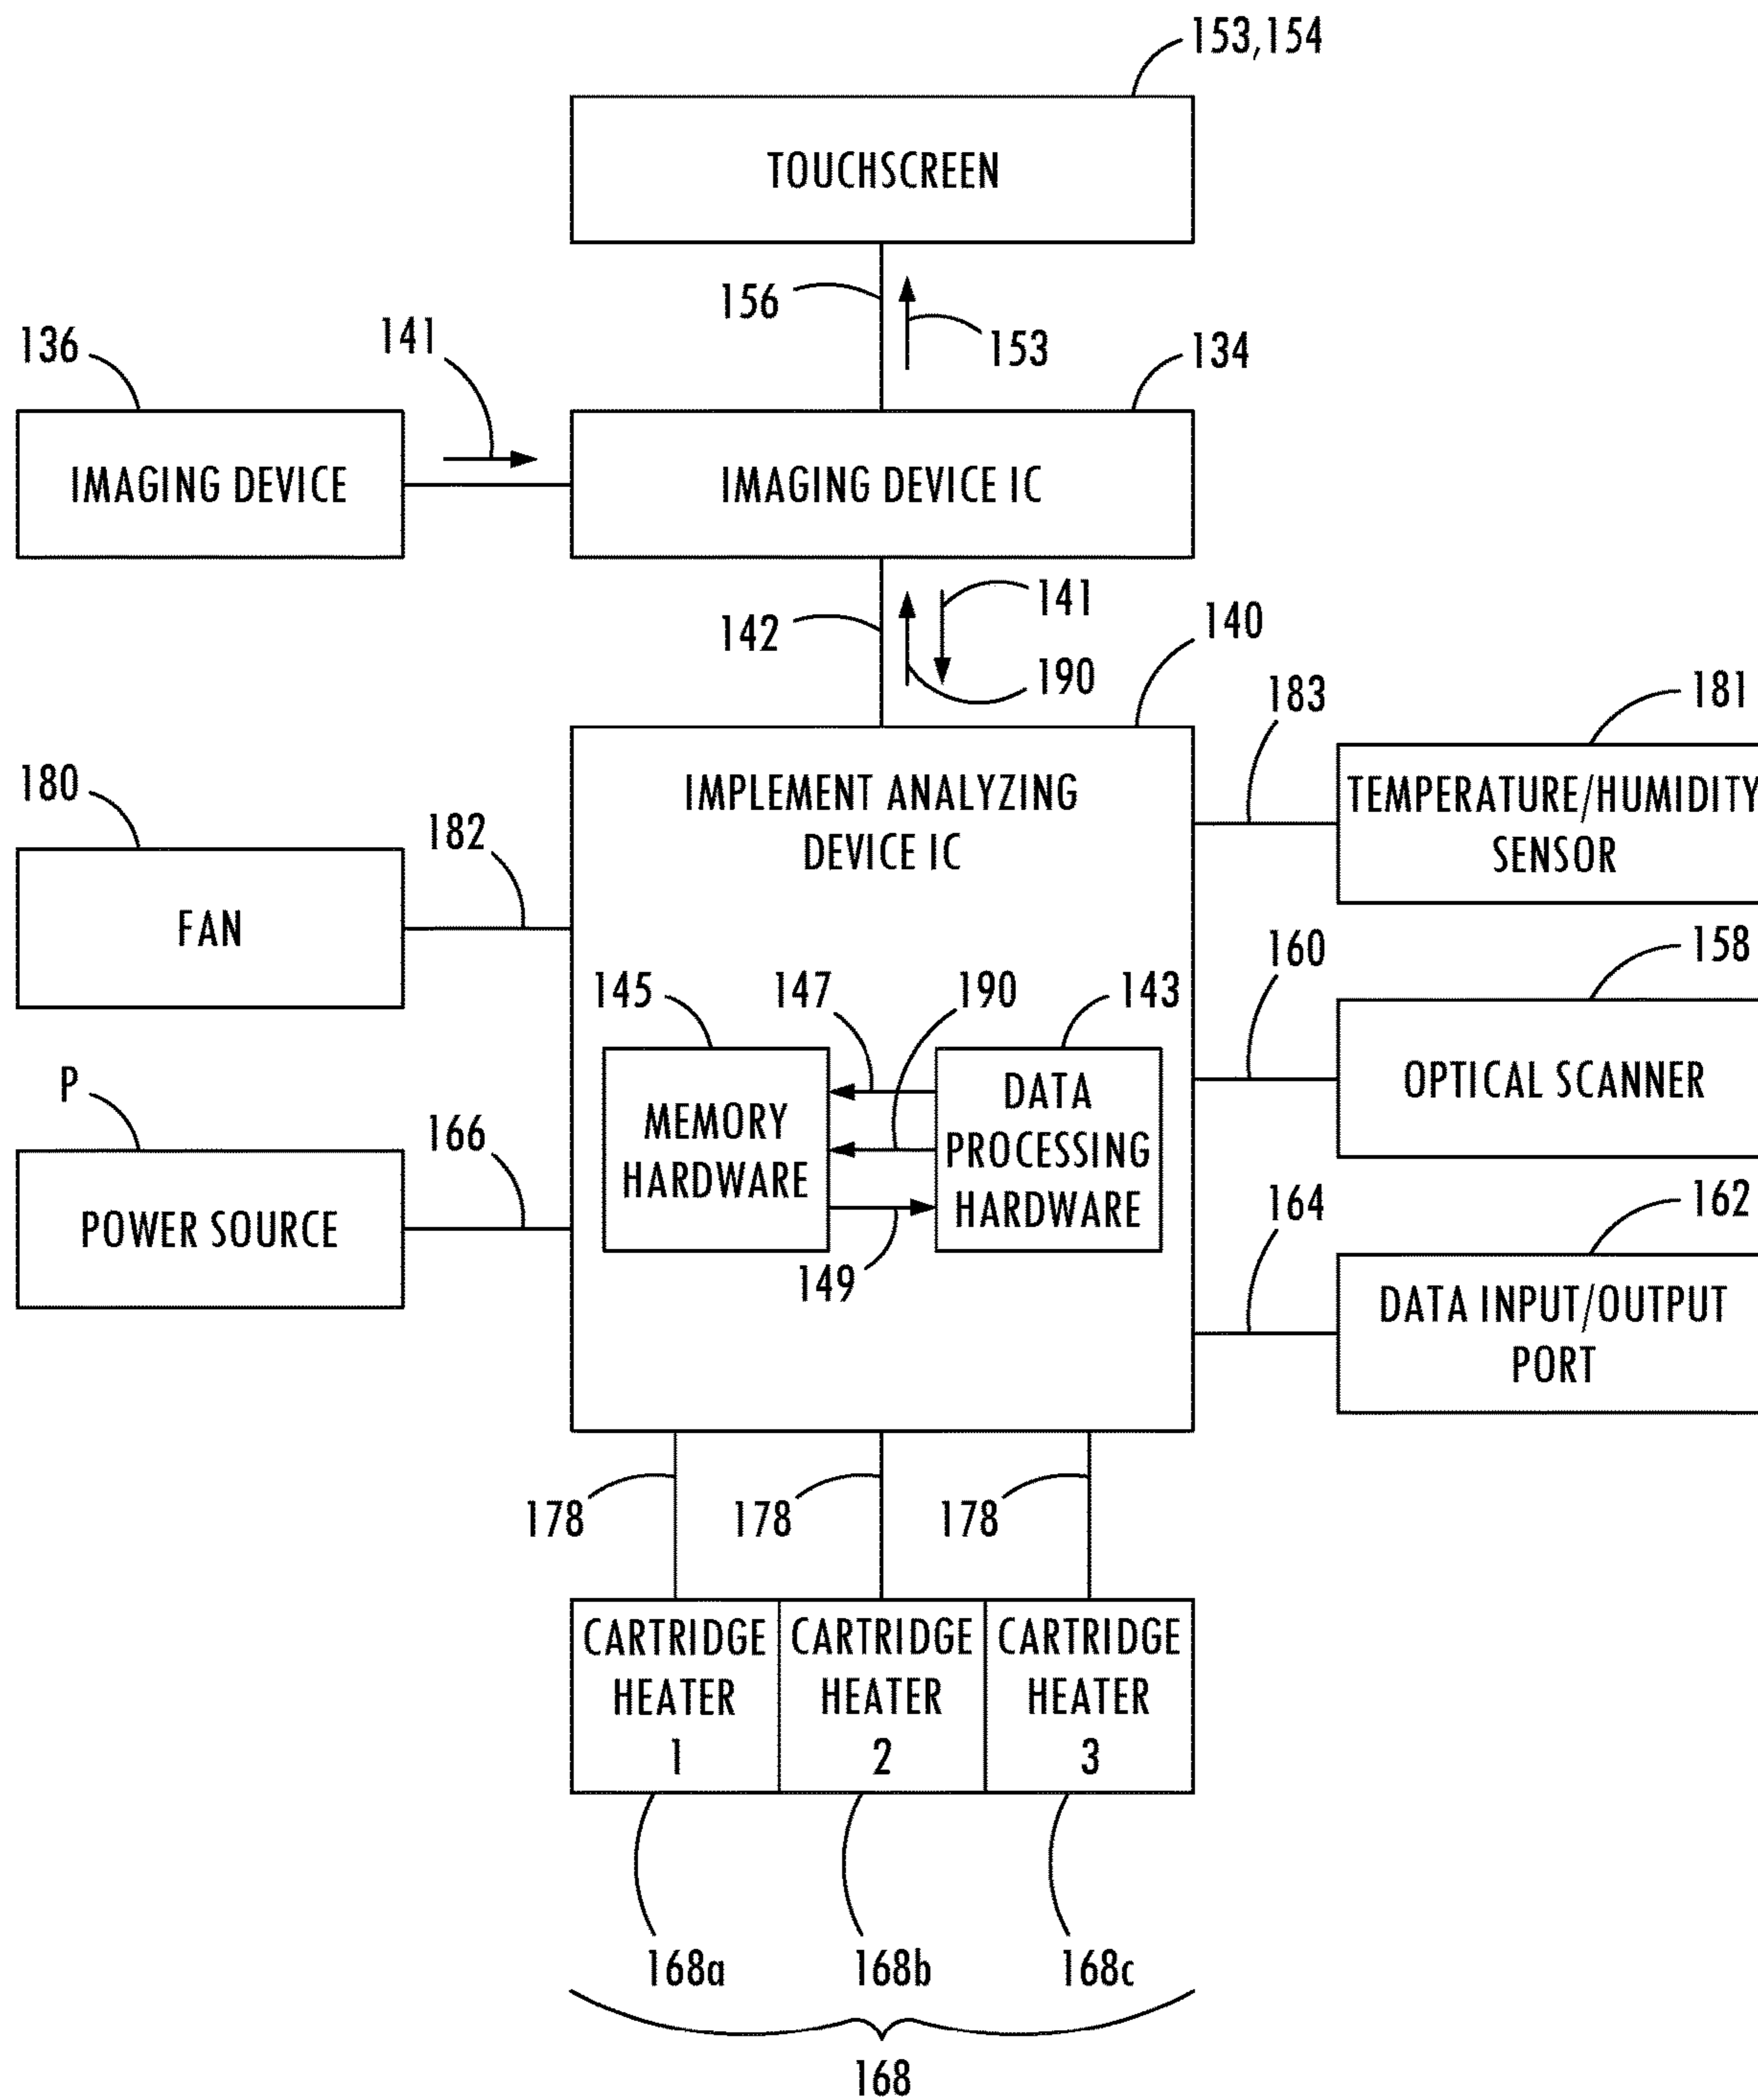 153,154
TOUCHSCREEN
156
153
136
141
134
IMAGING DEVICE
IMAGING DEVICE IC
142
141
190
140
183
181
180
182
IMPLEMENT ANALYZING
DEVICE IC
TEMPERATURE/HUMIDITY
SENSOR
FAN
145
147
190
143
160
158
MEMORY
HARDWARE
DATA
PROCESSING
HARDWARE
OPTICAL SCANNER
P
166
POWER SOURCE
149
164
162
DATA INPUT/OUTPUT
PORT
178
178
178
CARTRIDGE
HEATER
1
CARTRIDGE
HEATER
2
CARTRIDGE
HEATER
3
168a
168b
168c
168